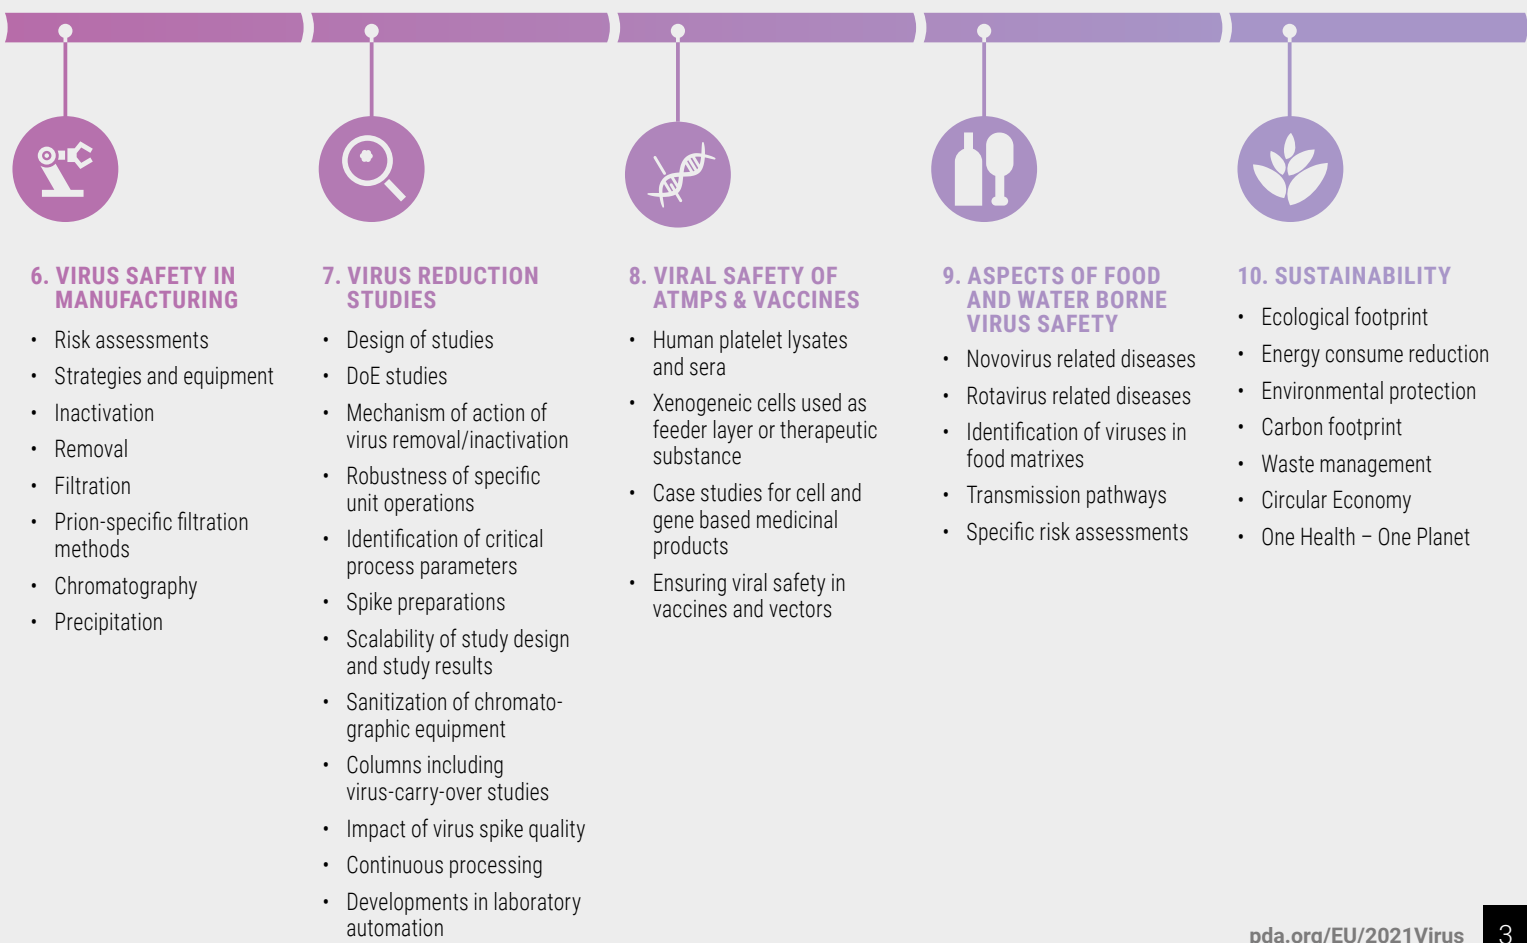 6. VIRUS SAFETY IN
MANUFACTURING
• Risk assessments
• Strategies and equipment
• Inactivation
• Removal
• Filtration
• Prion-specific filtration
methods
• Chromatography
• Precipitation
7. VIRUS REDUCTION
STUDIES
• Design of studies
• DoE studies
• Mechanism of action of
virus removal/inactivation
• Robustness of specific
unit operations
• Identification of critical
process parameters
• Spike preparations
• Scalability of study design
and study results
• Sanitization of chromato-
graphic equipment
• Columns including
virus-carry-over studies
• Impact of virus spike quality
• Continuous processing
• Developments in laboratory
automation
8. VIRAL SAFETY OF
ATMPS & VACCINES
• Human platelet lysates
and sera
• Xenogeneic cells used as
feeder layer or therapeutic
substance
• Case studies for cell and
gene based medicinal
products
• Ensuring viral safety in
vaccines and vectors
9. ASPECTS OF FOOD
AND WATER BORNE
VIRUS SAFETY
• Novovirus related diseases
• Rotavirus related diseases
• Identification of viruses in
food matrixes
• Transmission pathways
• Specific risk assessments
10. SUSTAINABILITY
• Ecological footprint
• Energy consume reduction
• Environmental protection
• Carbon footprint
• Waste management
• Circular Economy
• One Health – One Planet
pda.org/EU/2021Virus
3